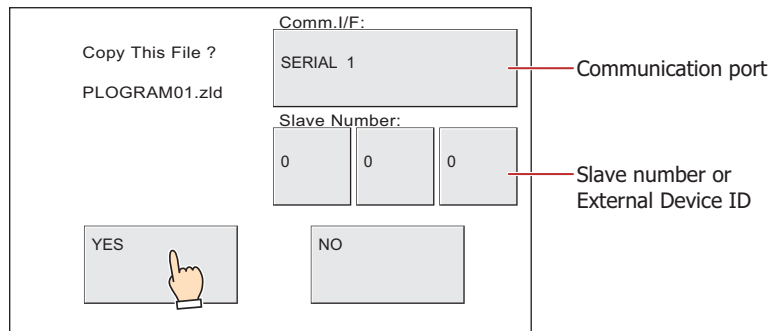 Comm.I/F:
Copy This File ?
SERIAL 1
Communication port
PLOGRAM01.zld
Slave Number:
0 0 0
Slave number or
External Device ID
YES NO